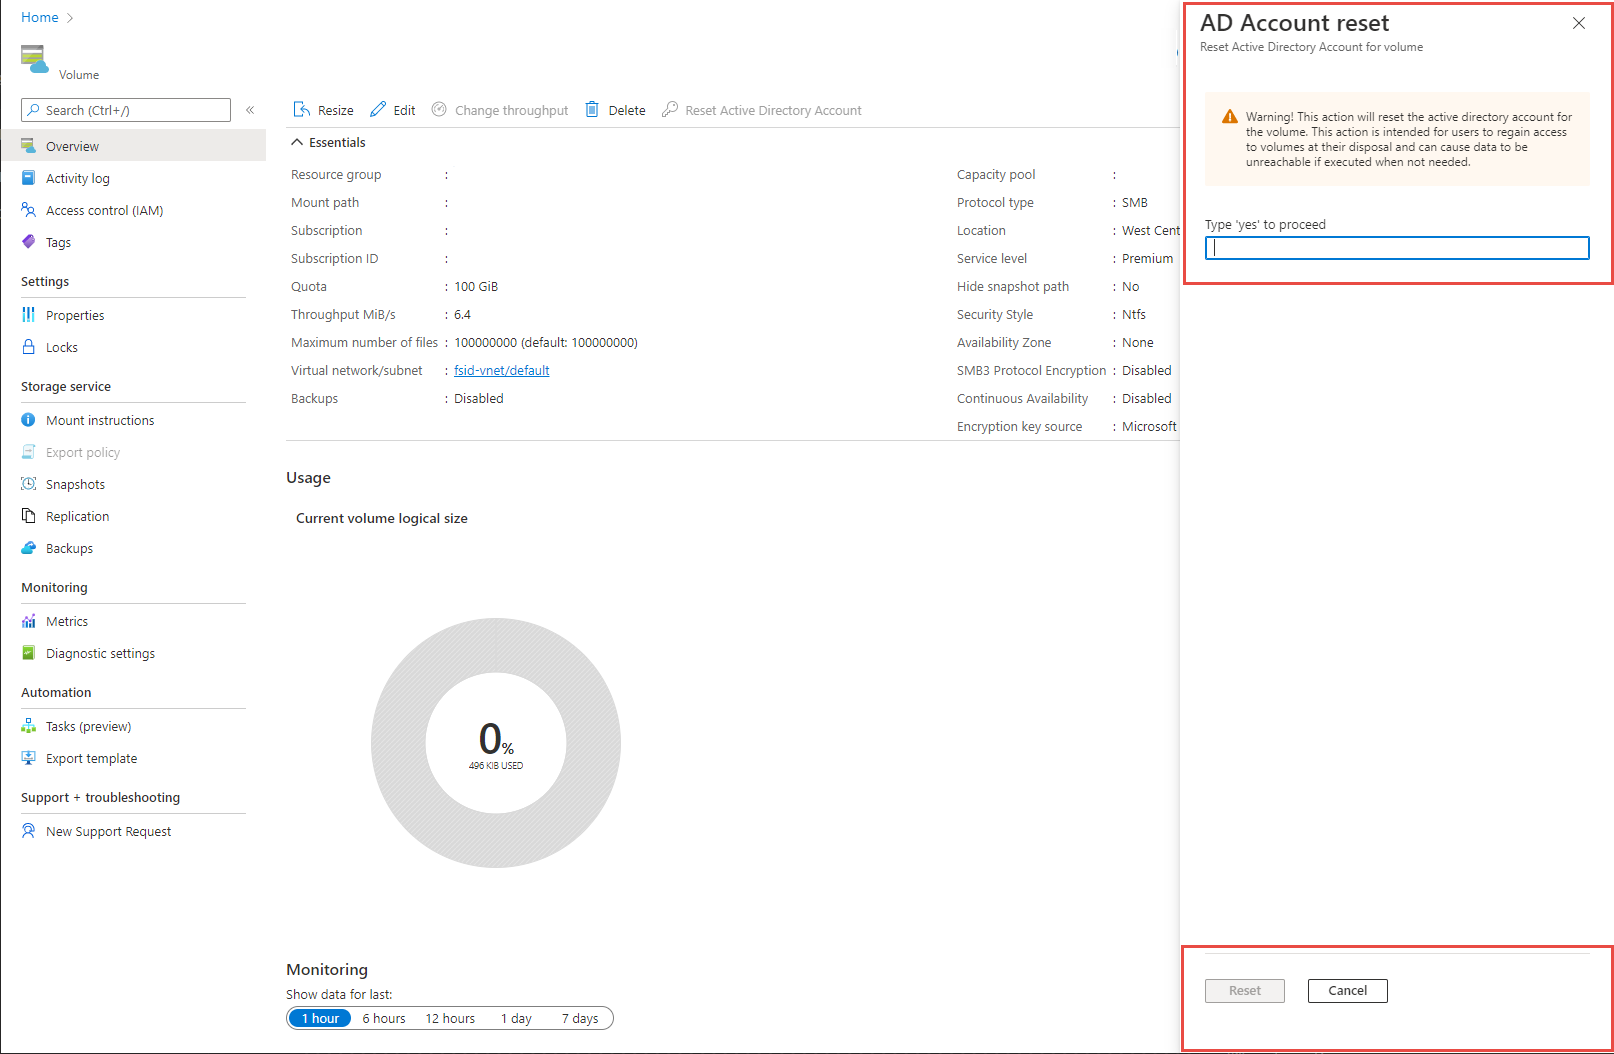 Home
Volume
Search (Ctrl+/)
«
Overview
Activity log
Access control (IAM)
Tags
Settings
Properties
Locks
Storage service
Mount instructions
Export policy
Snapshots
Replication
Backups
Monitoring
Metrics
Diagnostic settings
Automation
Tasks (preview)
Export template
Support + troubleshooting
New Support Request
Resize Edit Change throughput Delete Reset Active Directory Account
Essentials
Resource group :
Mount path :
Subscription :
Subscription ID :
Quota : 100 GiB
Throughput MiB/s : 6.4
Maximum number of files : 100000000 (default: 100000000)
Virtual network/subnet : fsid-vnet/default
Backups : Disabled
Capacity pool :
Protocol type : SMB
Location : West Cent
Service level : Premium
Hide snapshot path : No
Security Style : Ntfs
Availability Zone : None
SMB3 Protocol Encryption : Disabled
Continuous Availability : Disabled
Encryption key source : Microsoft
Usage
Current volume logical size
0%
496 KIB USED
Monitoring
Show data for last:
1 hour 6 hours 12 hours 1 day 7 days
AD Account reset
Reset Active Directory Account for volume
Warning! This action will reset the active directory account for
the volume. This action is intended for users to regain access
to volumes at their disposal and can cause data to be
unreachable if executed when not needed.
Type 'yes' to proceed
Reset Cancel